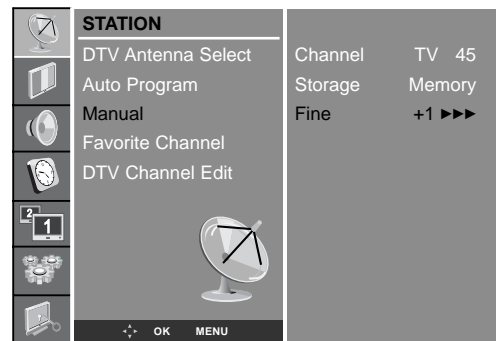 STATION
DTV Antenna Select
Auto Program
Manual
Favorite Channel
DTV Channel Edit
Channel TV 45
Storage Memory
Fine +1 ►►►
2
1
OK MENU